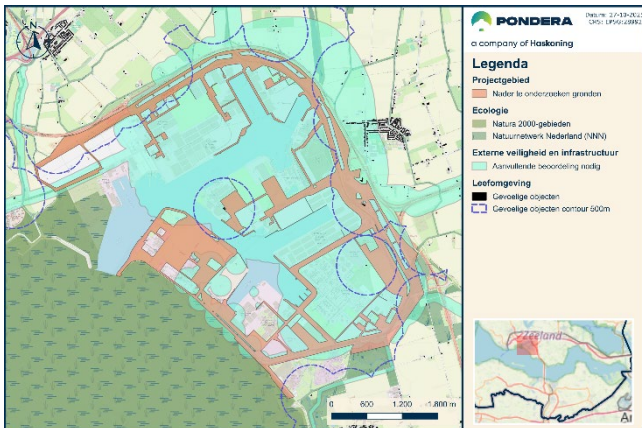 PONDERA
a company of Haskoning
Legenda
Projectgebied
Nader te onderzoeken gronden
Ecologie
Natura 2000-gebieden
Natuurnetwerk Nederland (NNN)
Externe veiligheid en infrastructuur
Aanvullende beoordeling nodig
Leefomgeving
Gevoelige objecten
Gevoelige objecten contour 500m
Zeeland
0 600 1.200 1.800 m